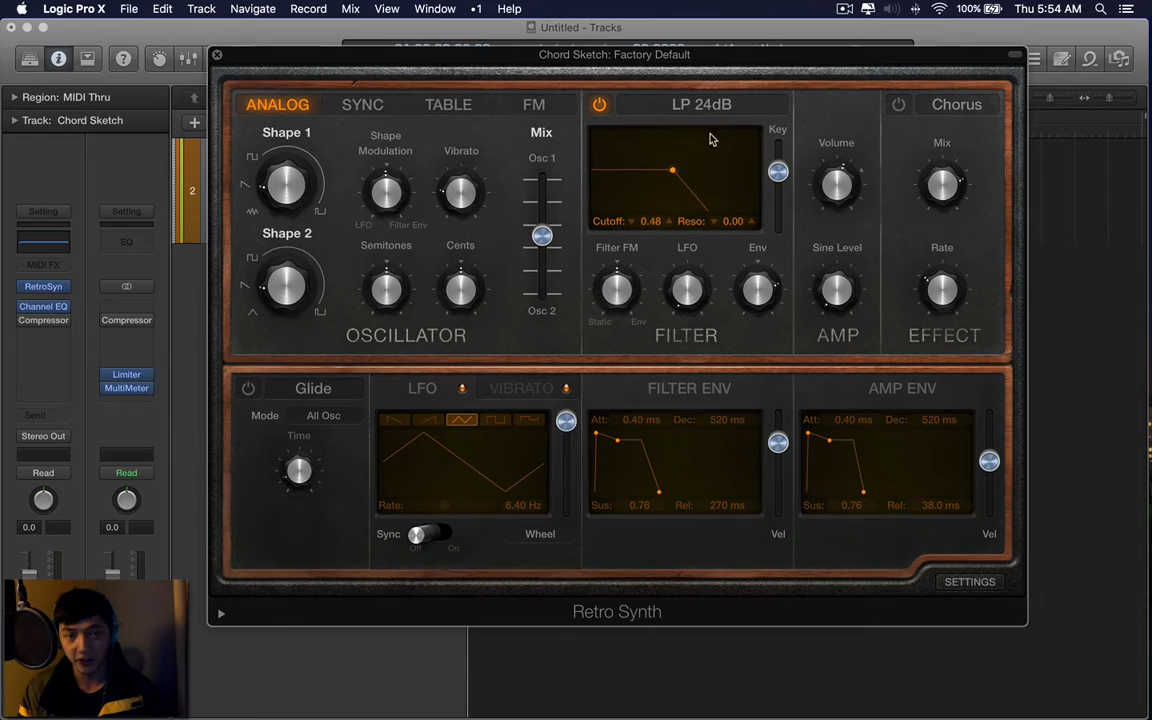 Logic Pro X File Edit Track Navigate Record Mix View Window •1 Help 100% Thu 5:54 AM
Untitled - Tracks
Chord Sketch: Factory Default
Region: MIDI Thru
Track: Chord Sketch
2
Setting Setting
EQ
MIDI FX
RetroSyn
Channel EQ
Compressor Compressor
Limiter
MultiMeter
Send
Stereo Out
Read Read
0.0 0.0
ANALOG SYNC TABLE FM
Shape 1
Shape Modulation
Vibrato
Mix
Osc 1
LFO Filter Env
Shape 2
Semitones
Cents
Osc 2
OSCILLATOR
LP 24dB
Key
Cutoff: 0.48 Reso: 0.00
Filter FM LFO Env
Static Env
FILTER
Volume
Sine Level
AMP
Chorus
Mix
Rate
EFFECT
Glide
Mode All Osc
Time
LFO VIBRATO
Rate: 6.40 Hz
Sync Off On Wheel
FILTER ENV
Att: 0.40 ms Dec: 520 ms
Sus: 0.76 Rel: 270 ms
Vel
AMP ENV
Att: 0.40 ms Dec: 520 ms
Sus: 0.76 Rel: 38.0 ms
Vel
SETTINGS
Retro Synth